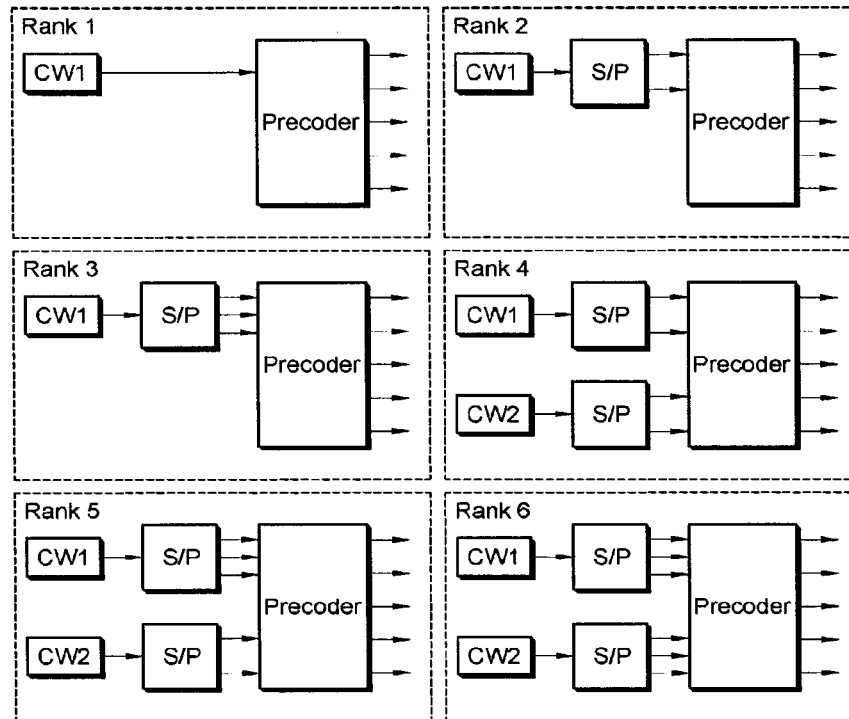 Rank 1
CW1
Precoder
Rank 2
CW1
S/P
Precoder
Rank 3
CW1
S/P
Precoder
Rank 4
CW1
S/P
Precoder
CW2
S/P
Rank 5
CW1
S/P
Precoder
CW2
S/P
Rank 6
CW1
S/P
Precoder
CW2
S/P